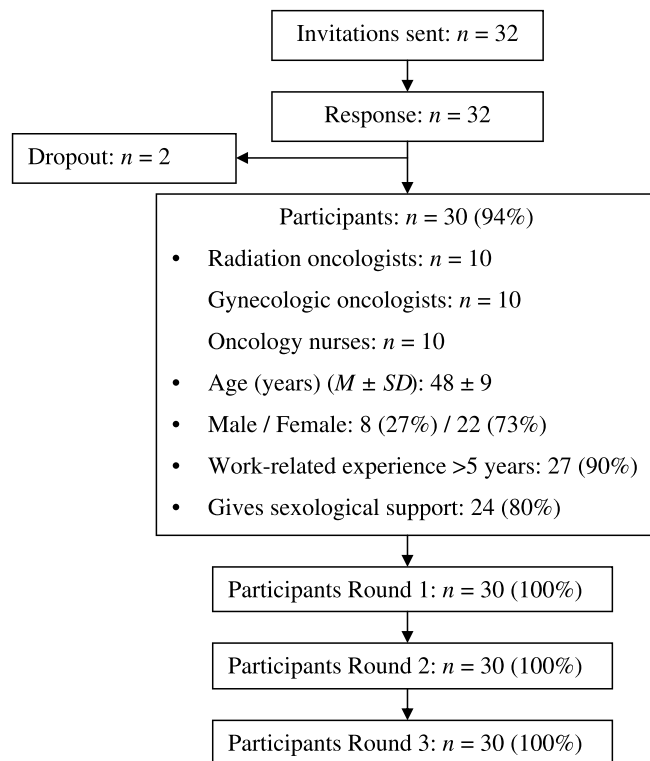 Invitations sent: n = 32
Response: n = 32
Dropout: n = 2
Participants: n = 30 (94%)
• Radiation oncologists: n = 10
Gynecologic oncologists: n = 10
Oncology nurses: n = 10
• Age (years) (M ± SD): 48 ± 9
• Male / Female: 8 (27%) / 22 (73%)
• Work-related experience >5 years: 27 (90%)
• Gives sexological support: 24 (80%)
Participants Round 1: n = 30 (100%)
Participants Round 2: n = 30 (100%)
Participants Round 3: n = 30 (100%)